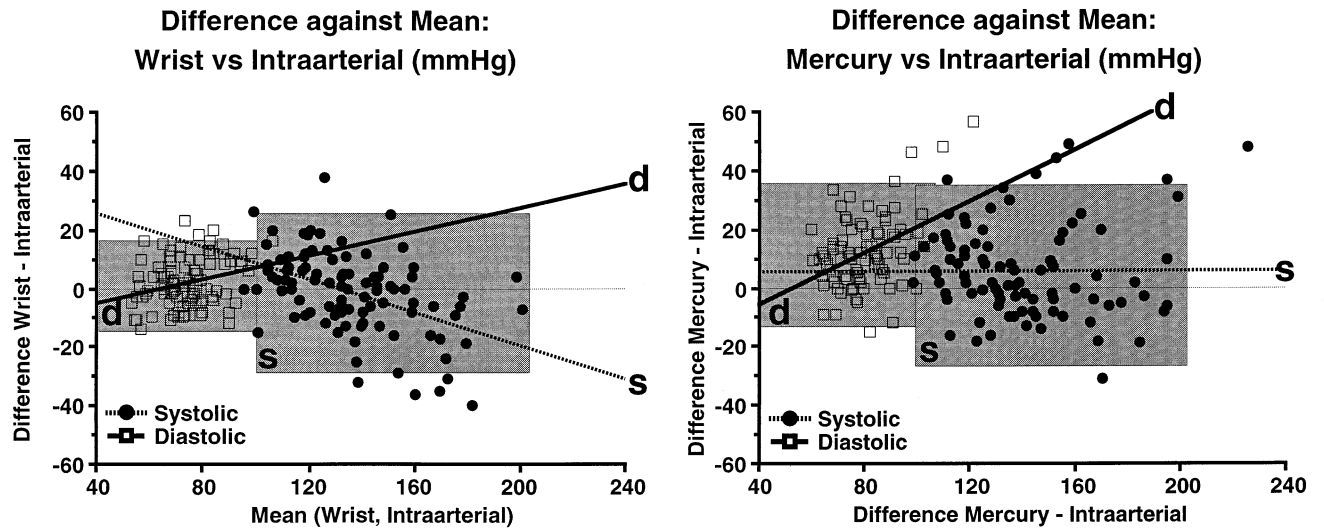 Difference against Mean:
Wrist vs Intraarterial (mmHg)
Difference Wrist - Intraarterial
60
40
20
0
-20
-40
-60
d
d
s
s
Systolic
Diastolic
40
80
120
160
200
240
Mean (Wrist, Intraarterial)
Difference against Mean:
Mercury vs Intraarterial (mmHg)
Difference Mercury - Intraarterial
60
40
20
0
-20
-40
-60
d
s
d
s
Systolic
Diastolic
40
80
120
160
200
240
Difference Mercury - Intraarterial